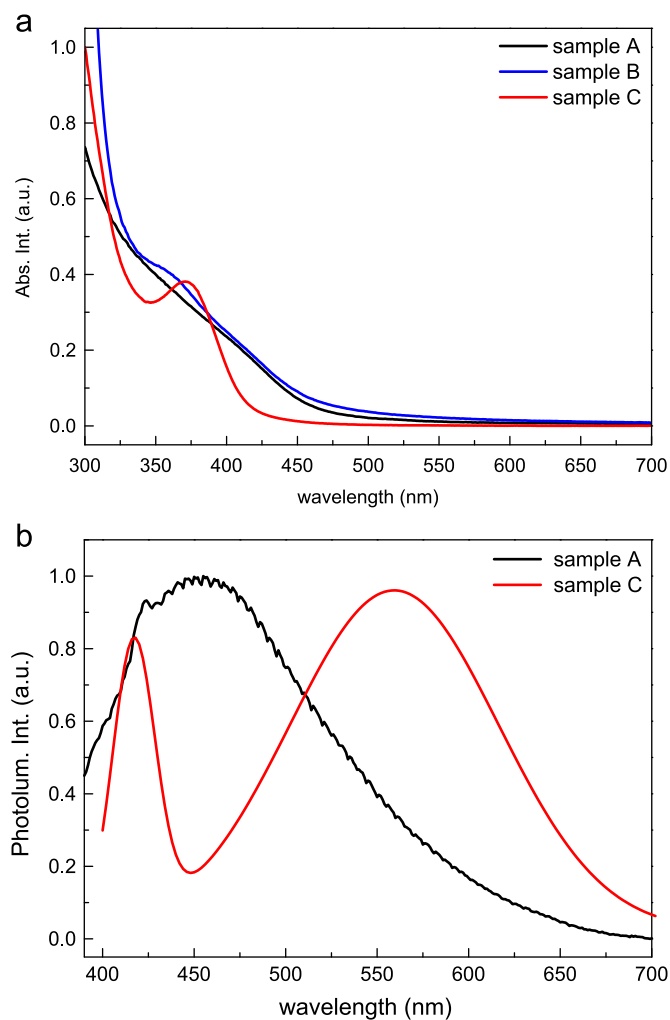 a
sample A
sample B
sample C
Abs. Int. (a.u.)
1.0
0.8
0.6
0.4
0.2
0.0
300 350 400 450 500 550 600 650 700
wavelength (nm)
b
sample A
sample C
Photolum. Int. (a.u.)
1.0
0.8
0.6
0.4
0.2
0.0
400 450 500 550 600 650 700
wavelength (nm)